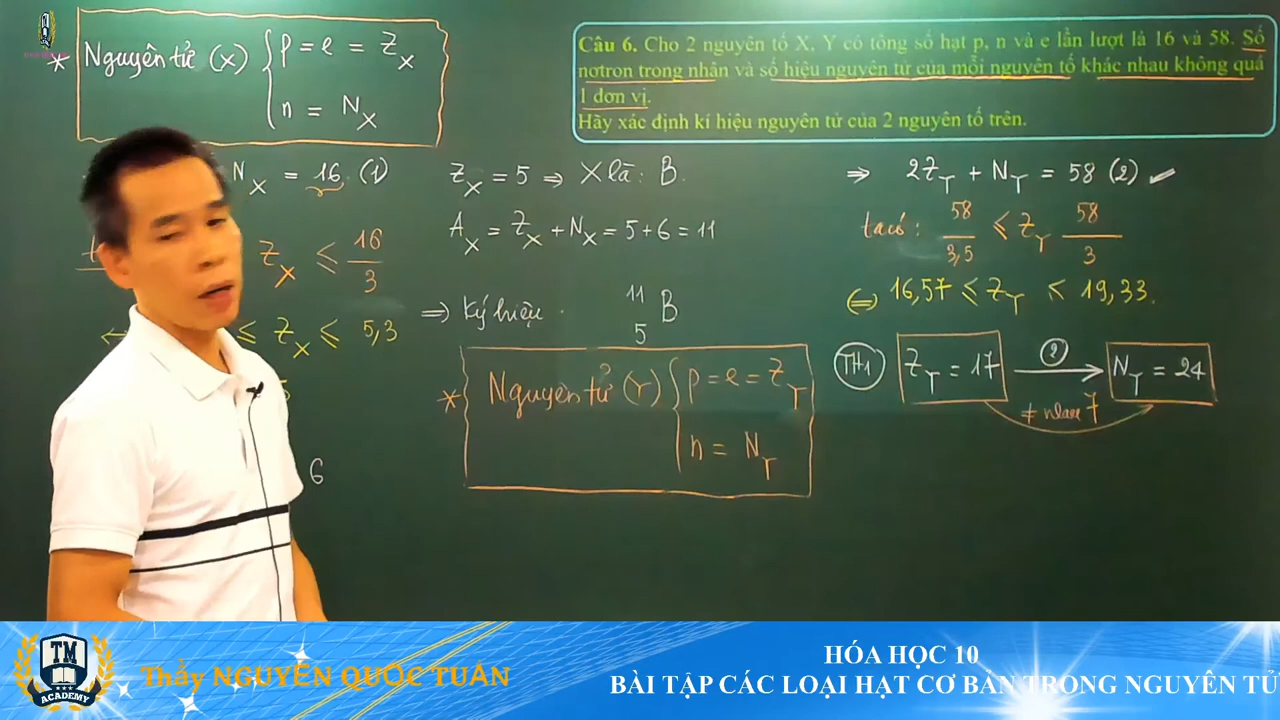 * Nguyên tử (X) { p = e = Z_X
n = N_X
Câu 6. Cho 2 nguyên tố X, Y có tổng số hạt p, n và e lần lượt là 16 và 58. Số
nơtron trong nhân và số hiệu nguyên tử của mỗi nguyên tố khác nhau không quá
1 đơn vị.
Hãy xác định kí hiệu nguyên tử của 2 nguyên tố trên.
N_X = 16 (1)
Z_X ≤ 16/3
≤ Z_X ≤ 5,3
6
Z_X = 5 ⇒ X là: B.
A_X = Z_X + N_X = 5+6 = 11
⇒ Ký hiệu. ¹¹₅B
* Nguyên tử (Y) { p = e = Z_Y
n = N_Y
⇒ 2Z_Y + N_Y = 58 (2)
ta có: 58/3,5 ≤ Z_Y 58/3
⇔ 16,57 ≤ Z_Y ≤ 19,33.
TH1 Z_Y = 17 ② → N_Y = 24
≠ nhau 7
TM
ACADEMY
Thầy NGUYỄN QUỐC TUẤN
HÓA HỌC 10
BÀI TẬP CÁC LOẠI HẠT CƠ BẢN TRONG NGUYÊN TỬ